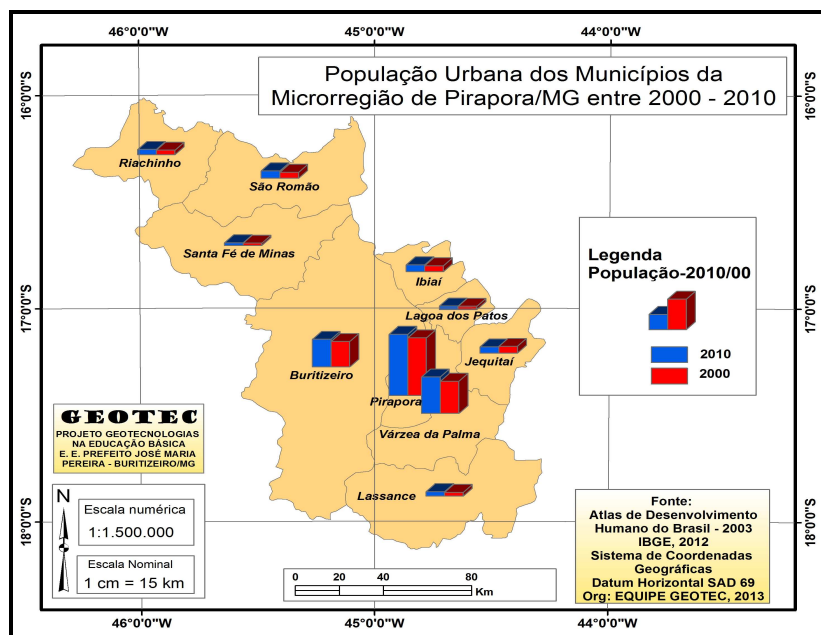 46°0'0"W
45°0'0"W
44°0'0"W
16°0'0"S
16°0'0"S
População Urbana dos Municípios da
Microrregião de Pirapora/MG entre 2000 - 2010
Riachinho
São Romão
Santa Fé de Minas
Ibiaí
Lagoa dos Patos
Jequitaí
Buritizeiro
Pirapora
Várzea da Palma
Lassance
17°0'0"S
17°0'0"S
Legenda
População-2010/00
2010
2000
GEOTEC
PROJETO GEOTECNOLOGIAS
NA EDUCAÇÃO BÁSICA
E. E. PREFEITO JOSÉ MARIA
PEREIRA - BURITIZEIRO/MG
N
Escala numérica
1:1.500.000
Escala Nominal
1 cm = 15 km
18°0'0"S
18°0'0"S
0 20 40 80
Km
Fonte:
Atlas de Desenvolvimento
Humano do Brasil - 2003
IBGE, 2012
Sistema de Coordenadas
Geográficas
Datum Horizontal SAD 69
Org: EQUIPE GEOTEC, 2013
46°0'0"W
45°0'0"W
44°0'0"W